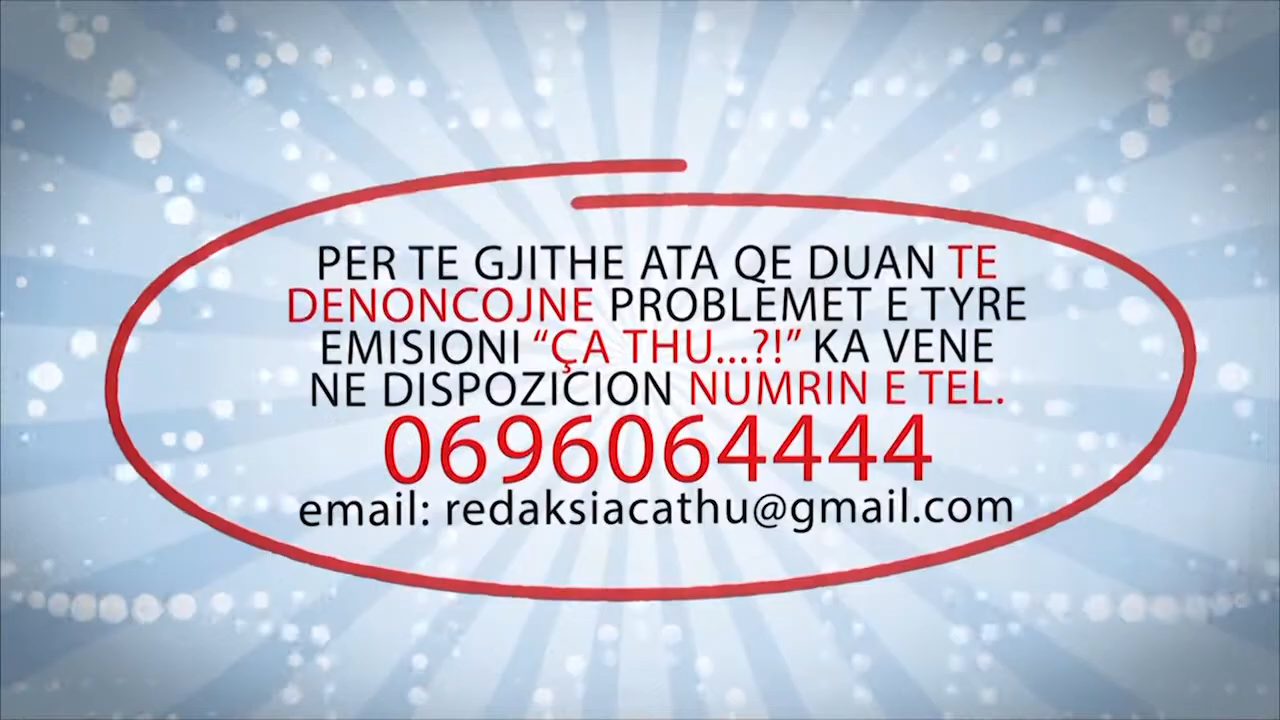 PER TE GJITHE ATA QE DUAN TE
DENONCOJNE PROBLEMET E TYRE
EMISIONI “ÇA THU...?!” KA VENE
NE DISPOZICION NUMRIN E TEL.
0696064444
email: redaksiacathu@gmail.com